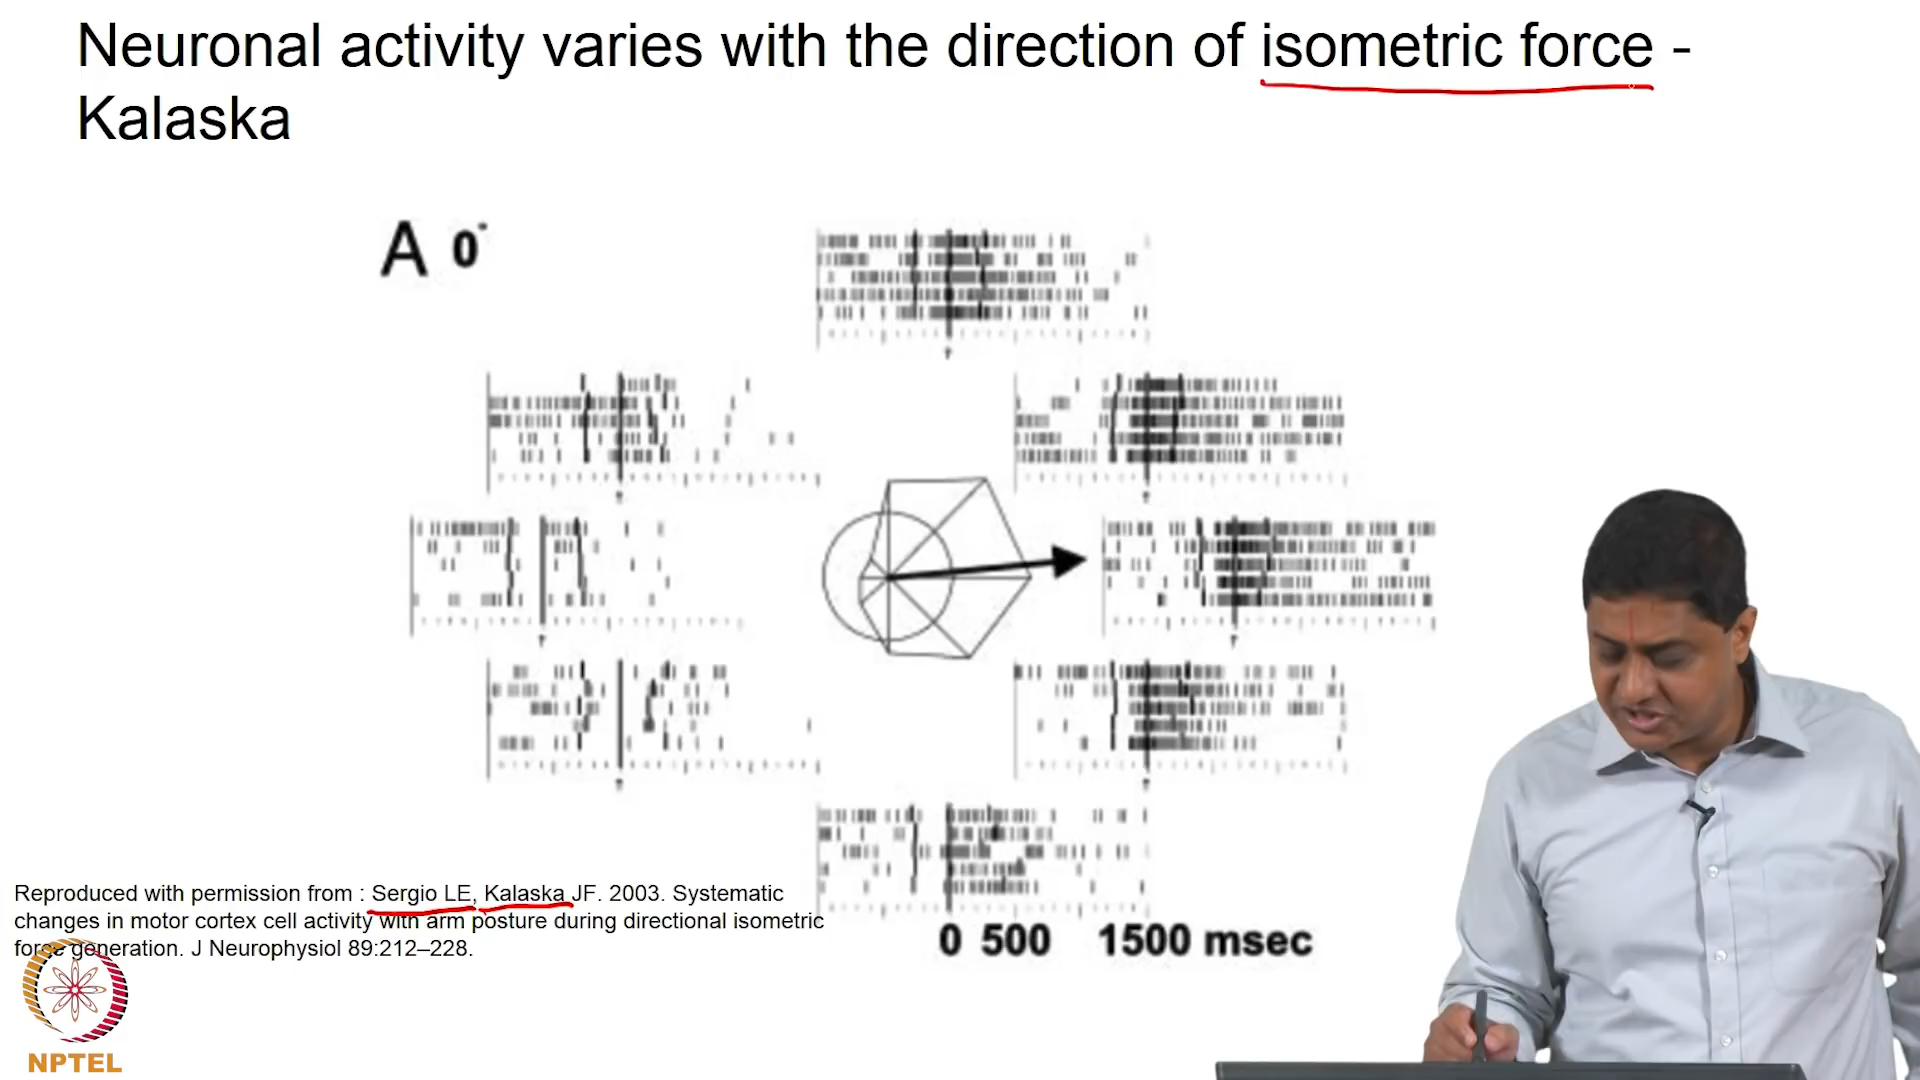 Neuronal activity varies with the direction of isometric force -
Kalaska
A 0°
Reproduced with permission from : Sergio LE, Kalaska JF. 2003. Systematic
changes in motor cortex cell activity with arm posture during directional isometric
force generation. J Neurophysiol 89:212–228.
0 500 1500 msec
NPTEL